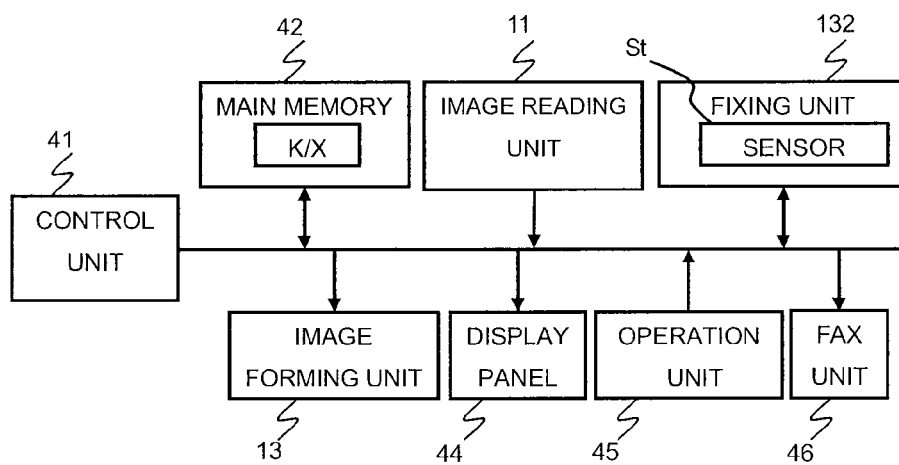 42
11
132
St
MAIN MEMORY
K/X
IMAGE READING
UNIT
FIXING UNIT
SENSOR
41
CONTROL
UNIT
IMAGE
FORMING UNIT
DISPLAY
PANEL
OPERATION
UNIT
FAX
UNIT
13
44
45
46